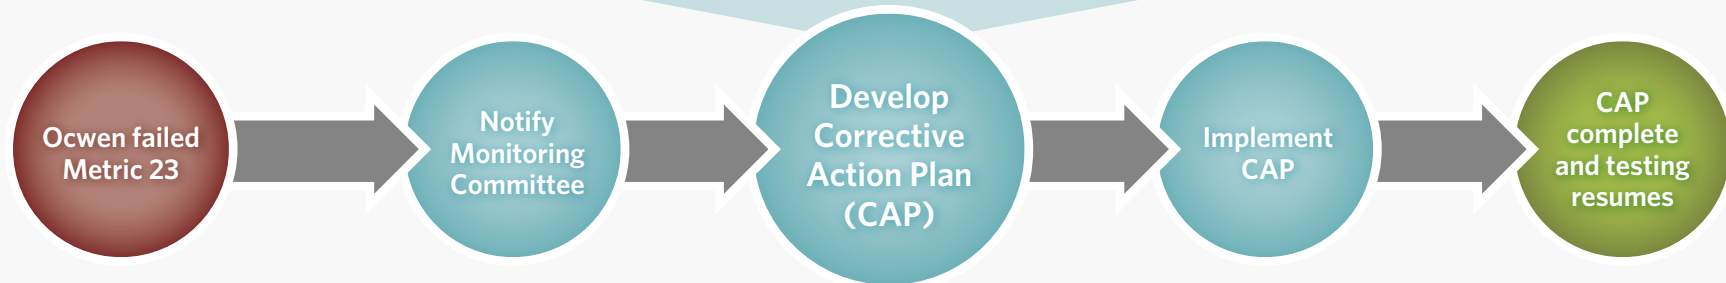 Ocwen failed
Metric 23
Notify
Monitoring
Committee
Develop
Corrective
Action Plan
(CAP)
Implement
CAP
CAP
complete
and testing
resumes